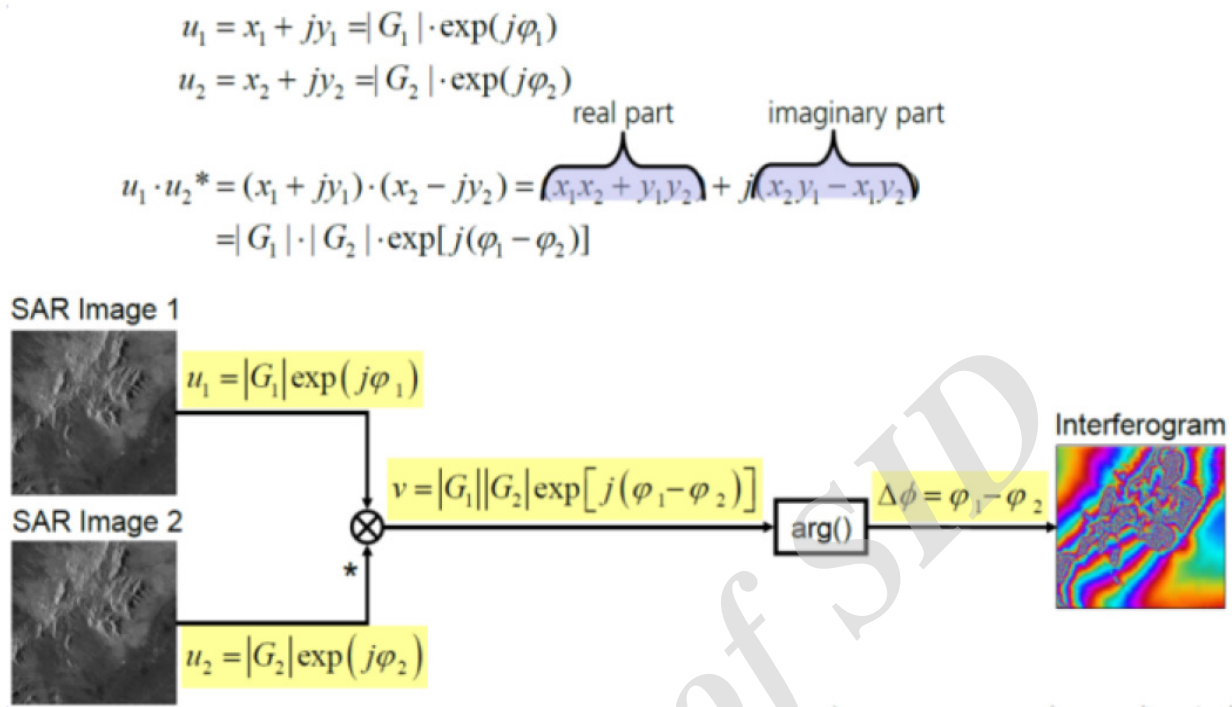 u₁ = x₁ + jy₁ =| G₁ | · exp(jφ₁)
u₂ = x₂ + jy₂ =| G₂ | · exp(jφ₂)
real part imaginary part
u₁ · u₂* = (x₁ + jy₁) · (x₂ − jy₂) = (x₁x₂ + y₁y₂) + j(x₂y₁ − x₁y₂)
=| G₁ | · | G₂ | · exp[j(φ₁ − φ₂)]
SAR Image 1
u₁ = |G₁| exp(jφ₁)
Interferogram
v = |G₁||G₂| exp[j(φ₁−φ₂)]
Δϕ = φ₁−φ₂
SAR Image 2
arg()
*
u₂ = |G₂| exp(jφ₂)
of SID